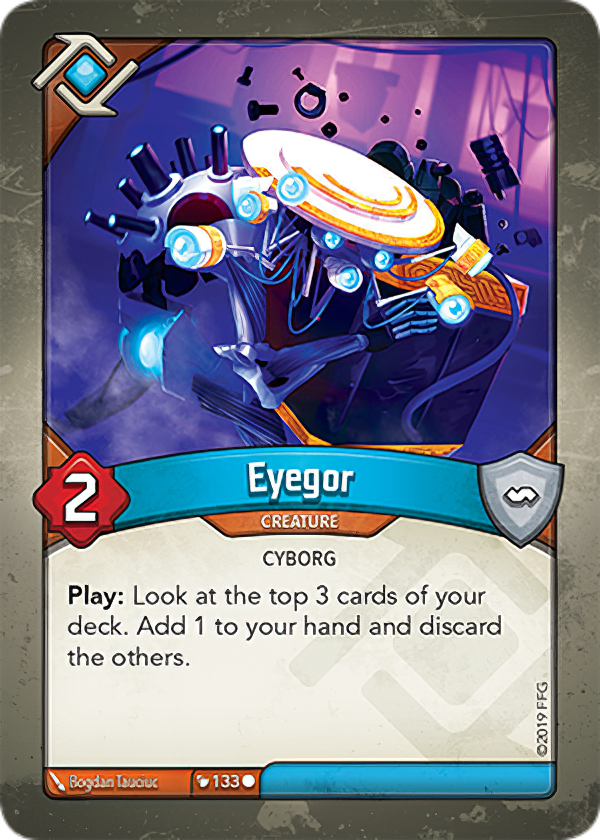 Eyegor
2
CREATURE
CYBORG
Play: Look at the top 3 cards of your
deck. Add 1 to your hand and discard
the others.
©2019 FFG
Bogdan Tauciuc
133